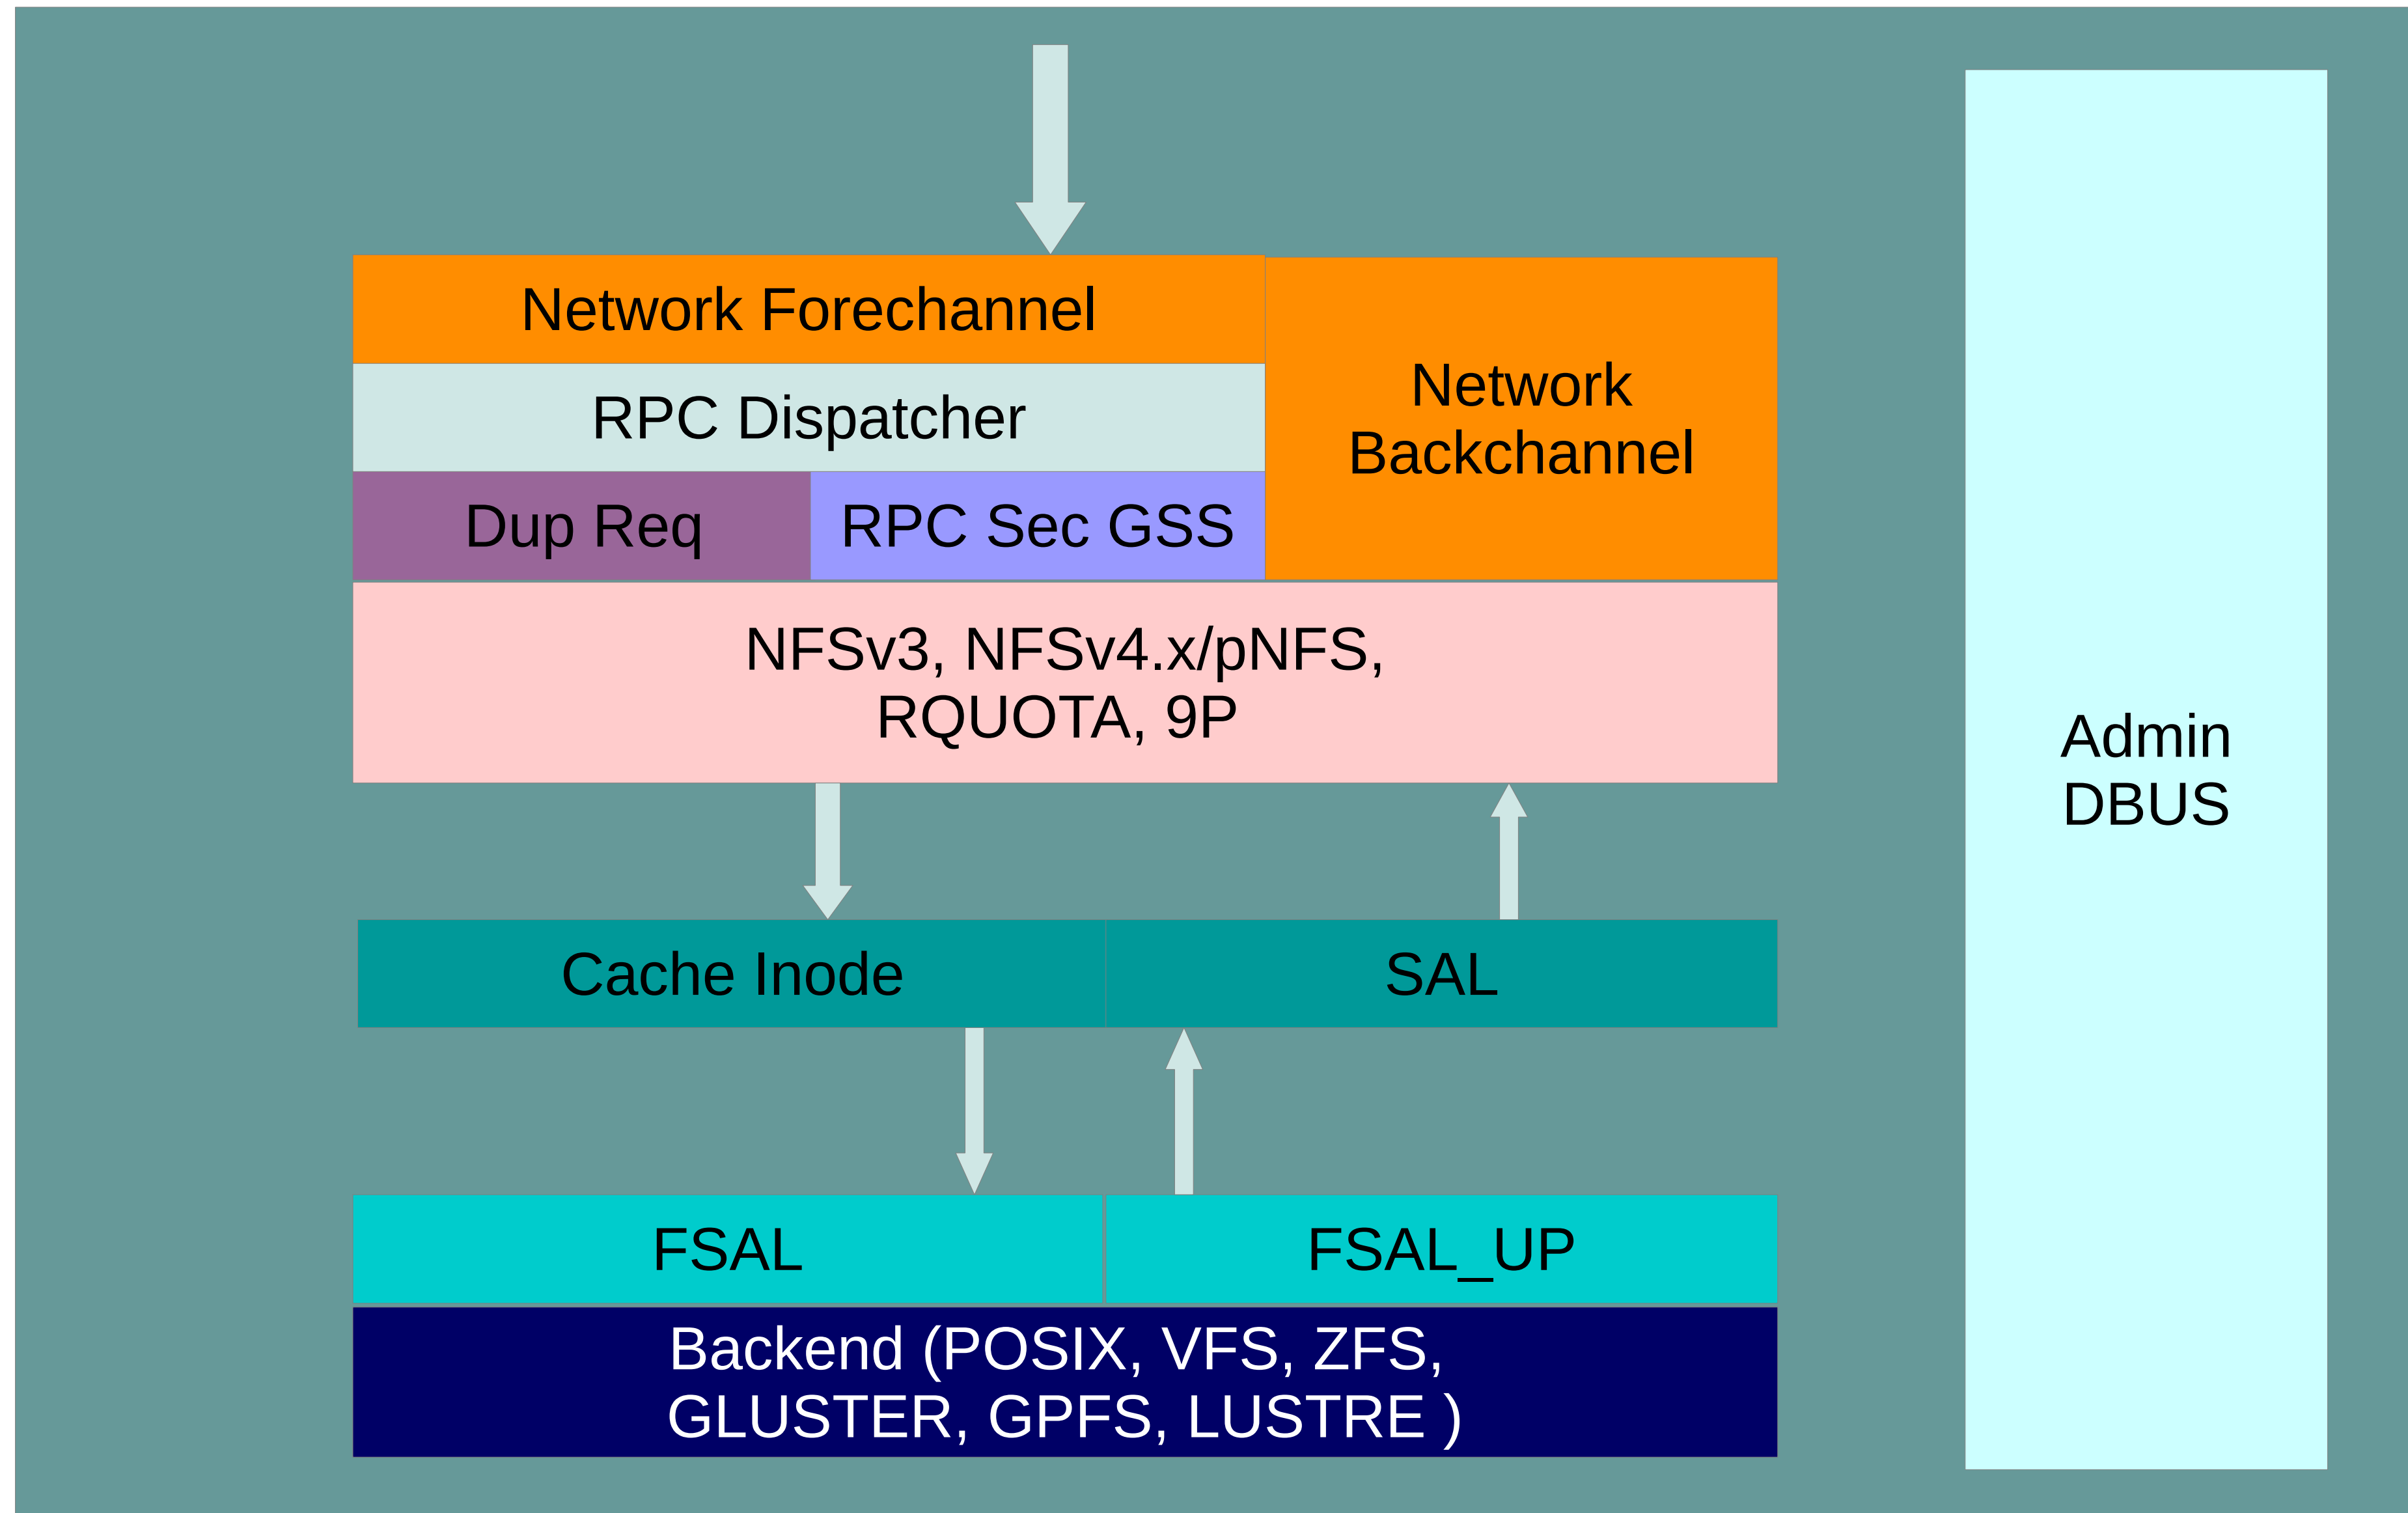 Network Forechannel
Network
Backchannel
RPC Dispatcher
Dup Req
RPC Sec GSS
NFSv3, NFSv4.x/pNFS,
RQUOTA, 9P
Cache Inode
SAL
FSAL
FSAL_UP
Backend (POSIX, VFS, ZFS,
GLUSTER, GPFS, LUSTRE )
Admin
DBUS